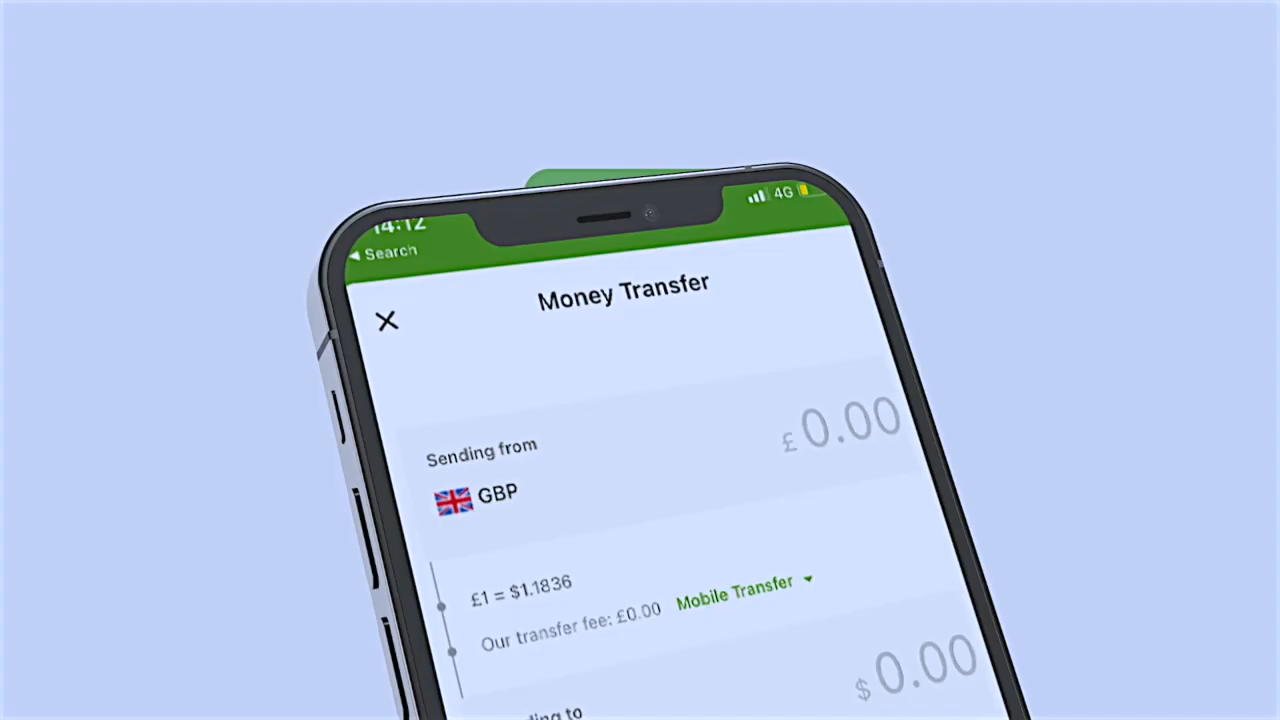 14:12
4G
◀ Search
Money Transfer
Sending from
£0.00
GBP
£1 = $1.1836
Our transfer fee: £0.00 Mobile Transfer
$0.00
to